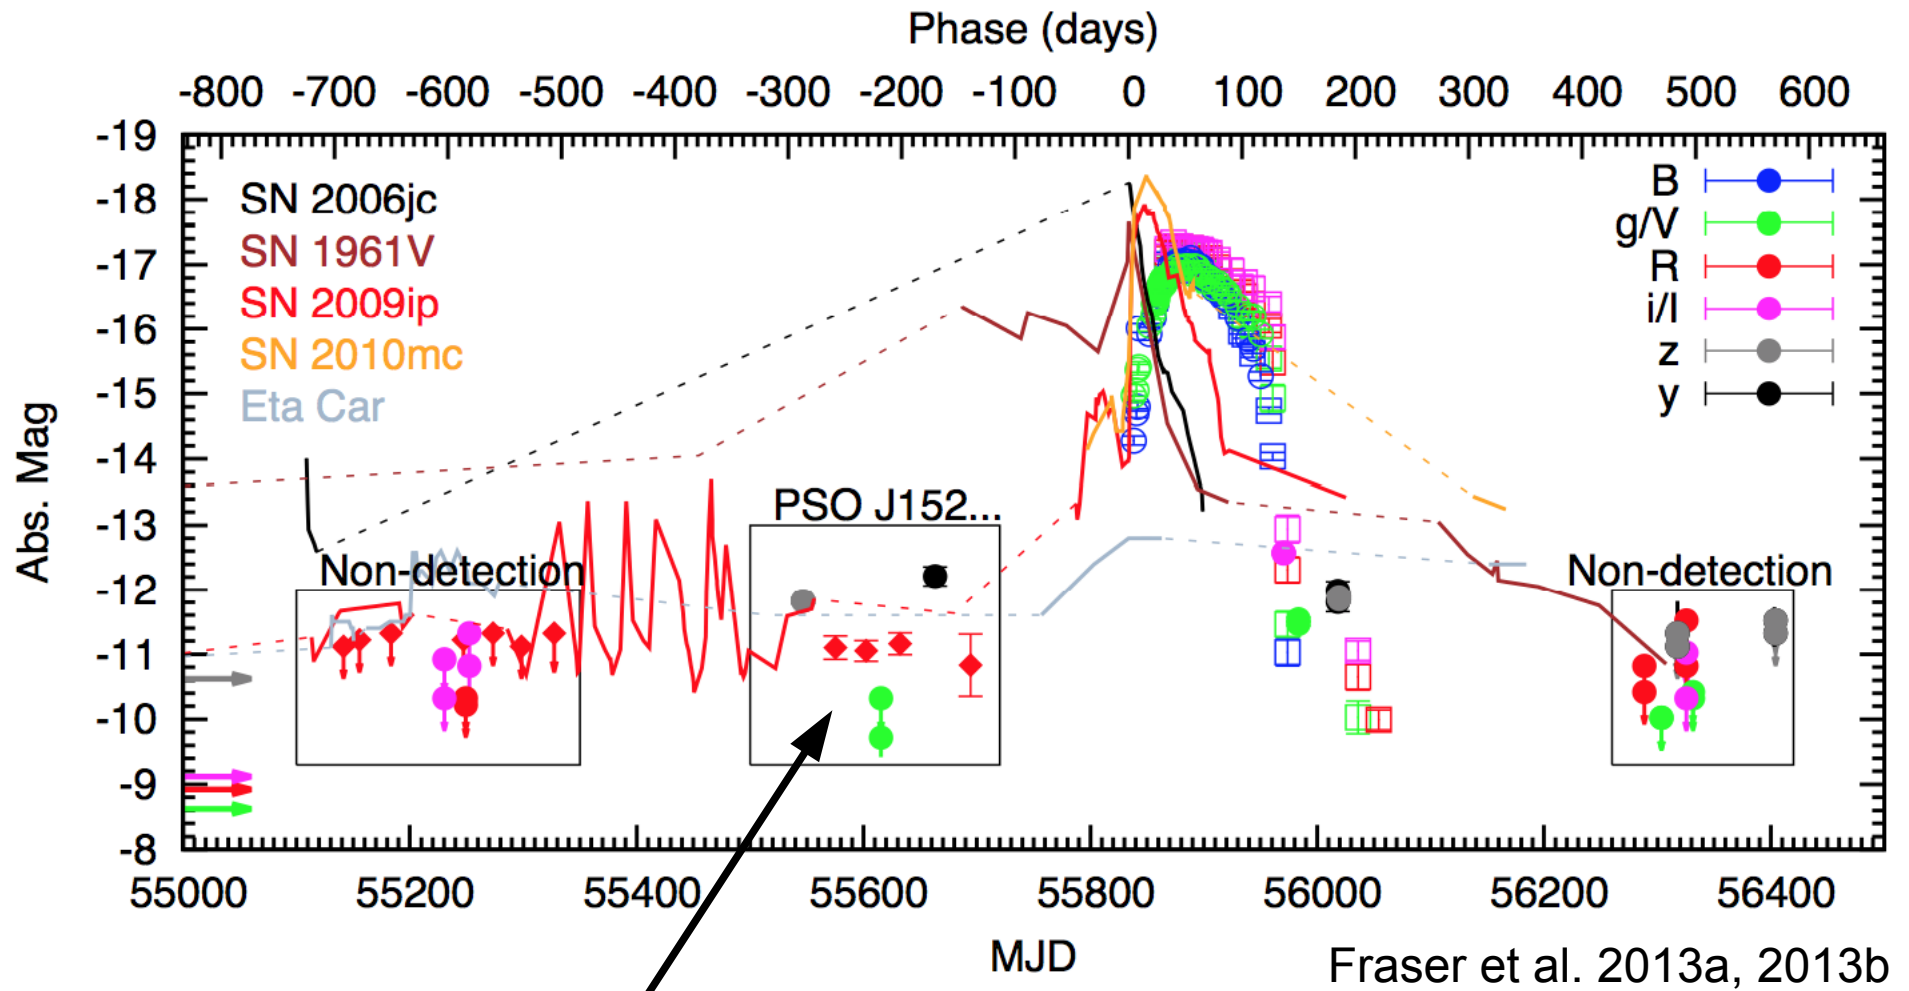 Phase (days)
-800 -700 -600 -500 -400 -300 -200 -100 0 100 200 300 400 500 600
-19
-18
-17
-16
-15
-14
-13
-12
-11
-10
-9
-8
Abs. Mag
SN 2006jc
SN 1961V
SN 2009ip
SN 2010mc
Eta Car
B
g/V
R
i/I
z
y
PSO J152...
Non-detection
Non-detection
55000 55200 55400 55600 55800 56000 56200 56400
MJD
Fraser et al. 2013a, 2013b